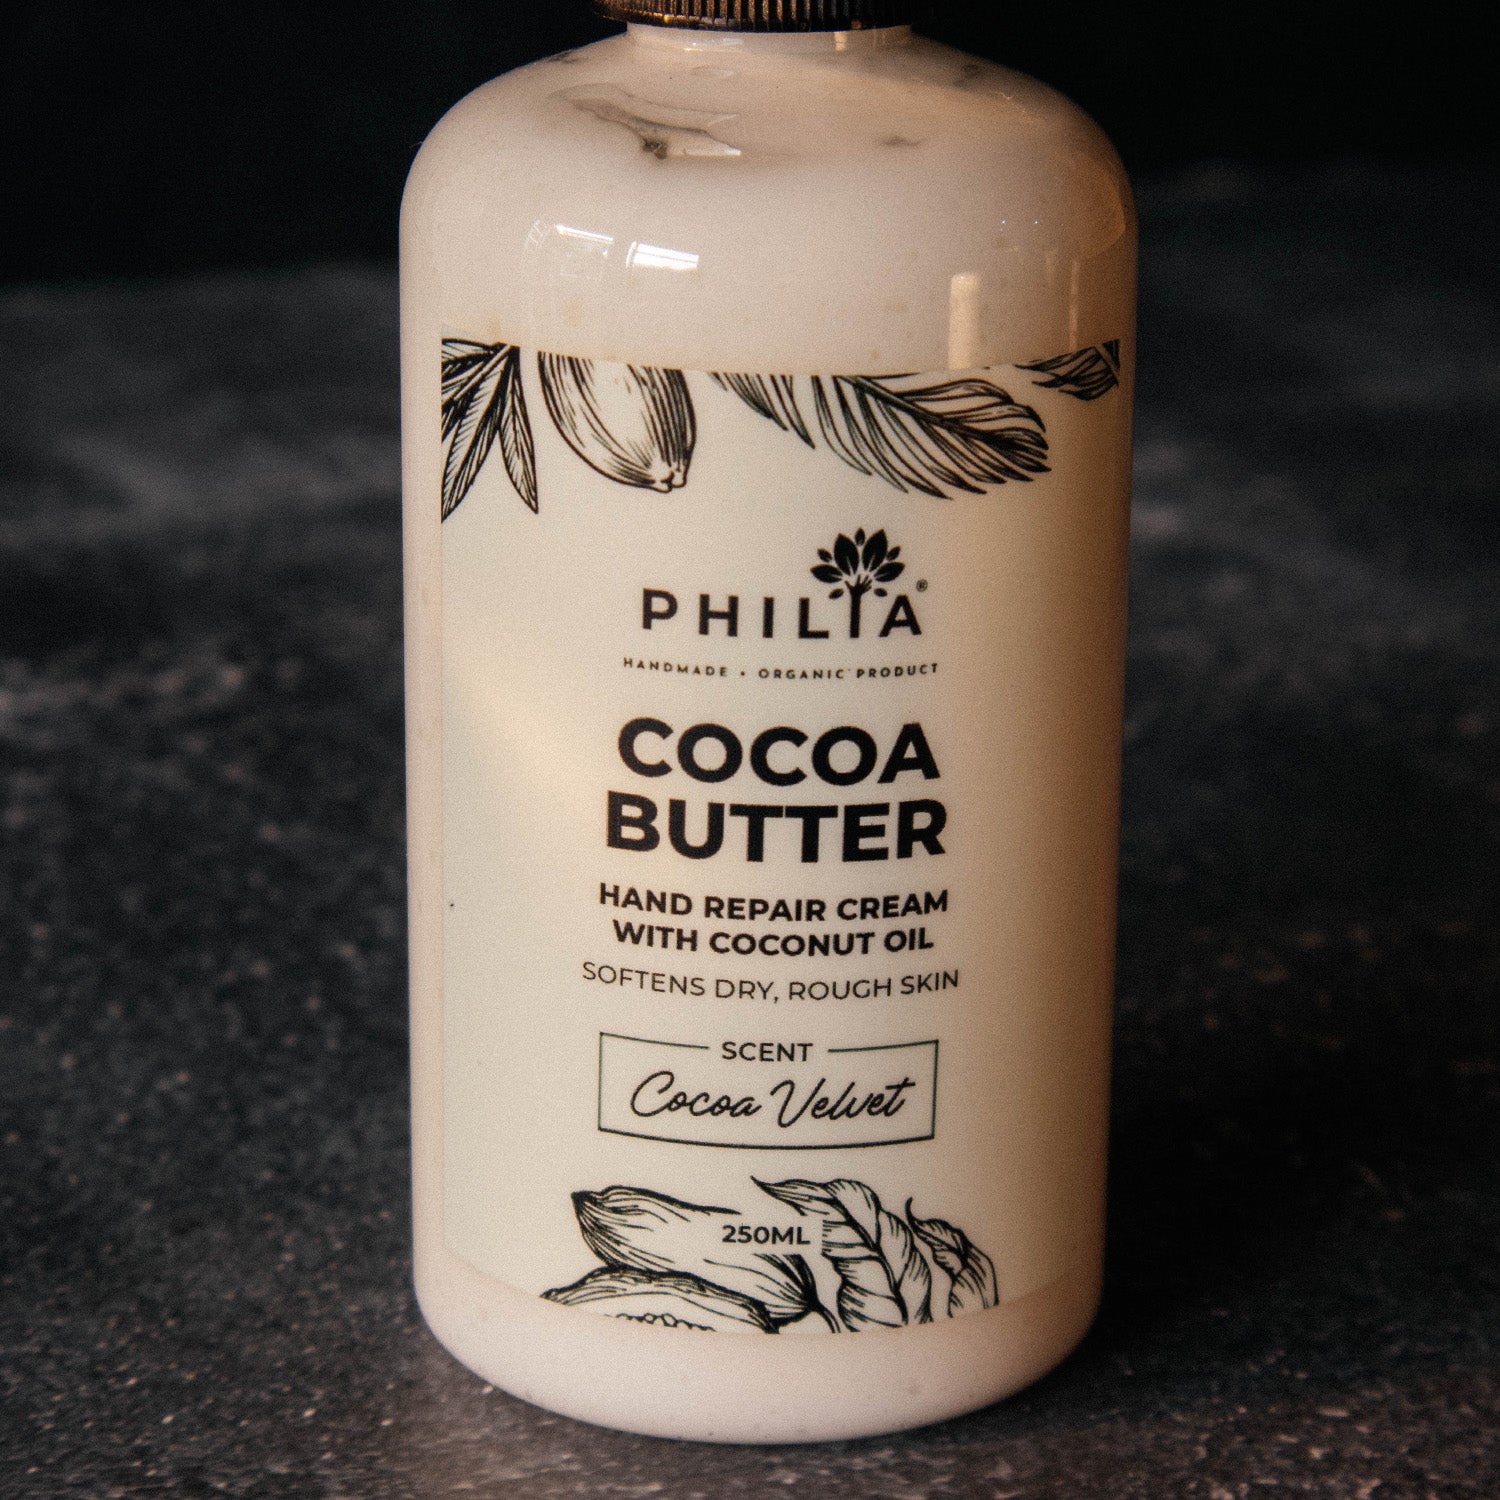 PHILIA®
HANDMADE • ORGANIC PRODUCT
COCOA
BUTTER
HAND REPAIR CREAM
WITH COCONUT OIL
SOFTENS DRY, ROUGH SKIN
SCENT
Cocoa Velvet
250ML